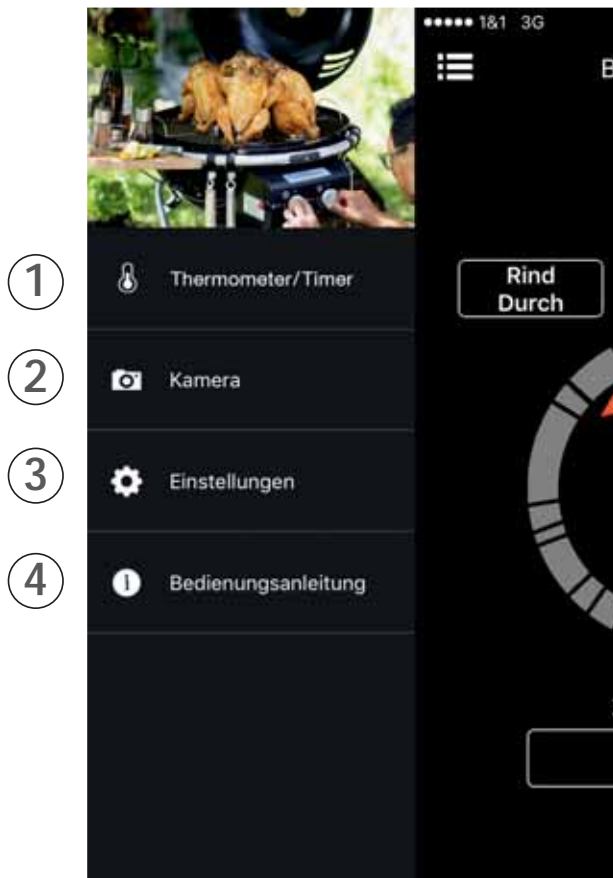 1&1 3G
B
1 Thermometer/Timer
Rind
Durch
2 Kamera
3 Einstellungen
4 Bedienungsanleitung